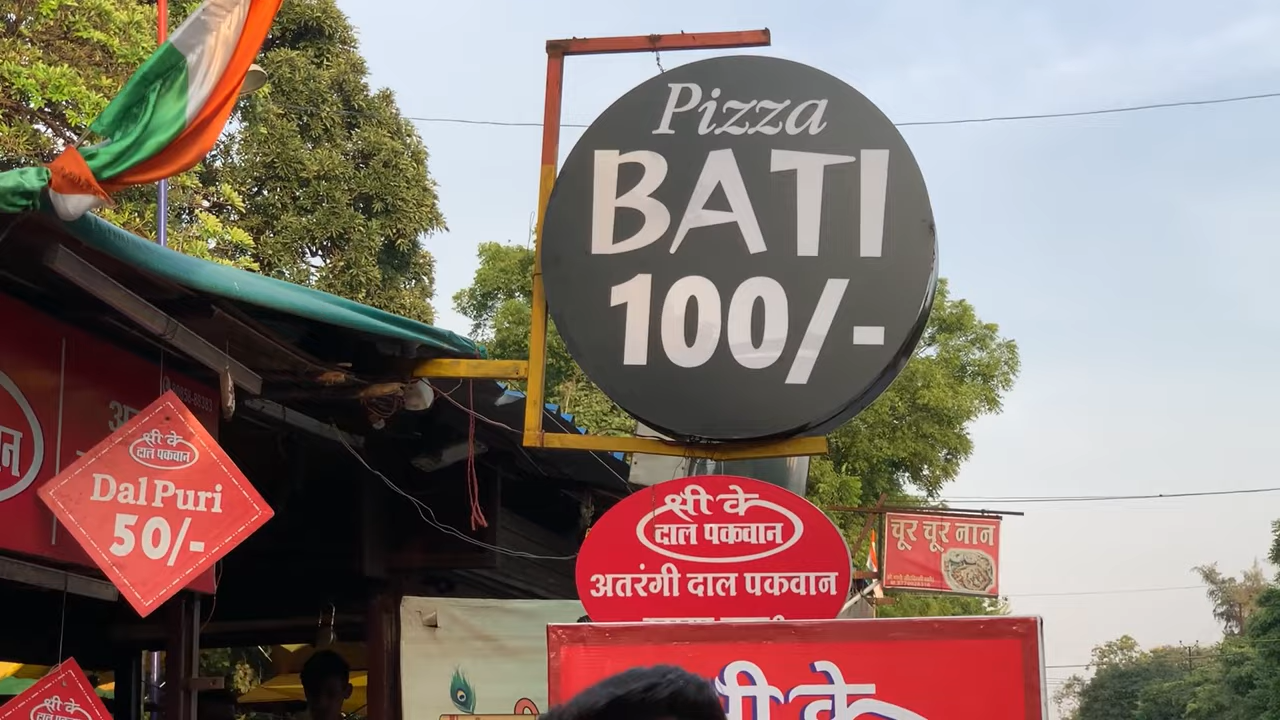 Pizza
BATI
100/-
श्री के
दाल पकवान
Dal Puri
50/-
श्री के
दाल पकवान
अतरंगी दाल पकवान
चूर चूर नान
श्री के
श्री के